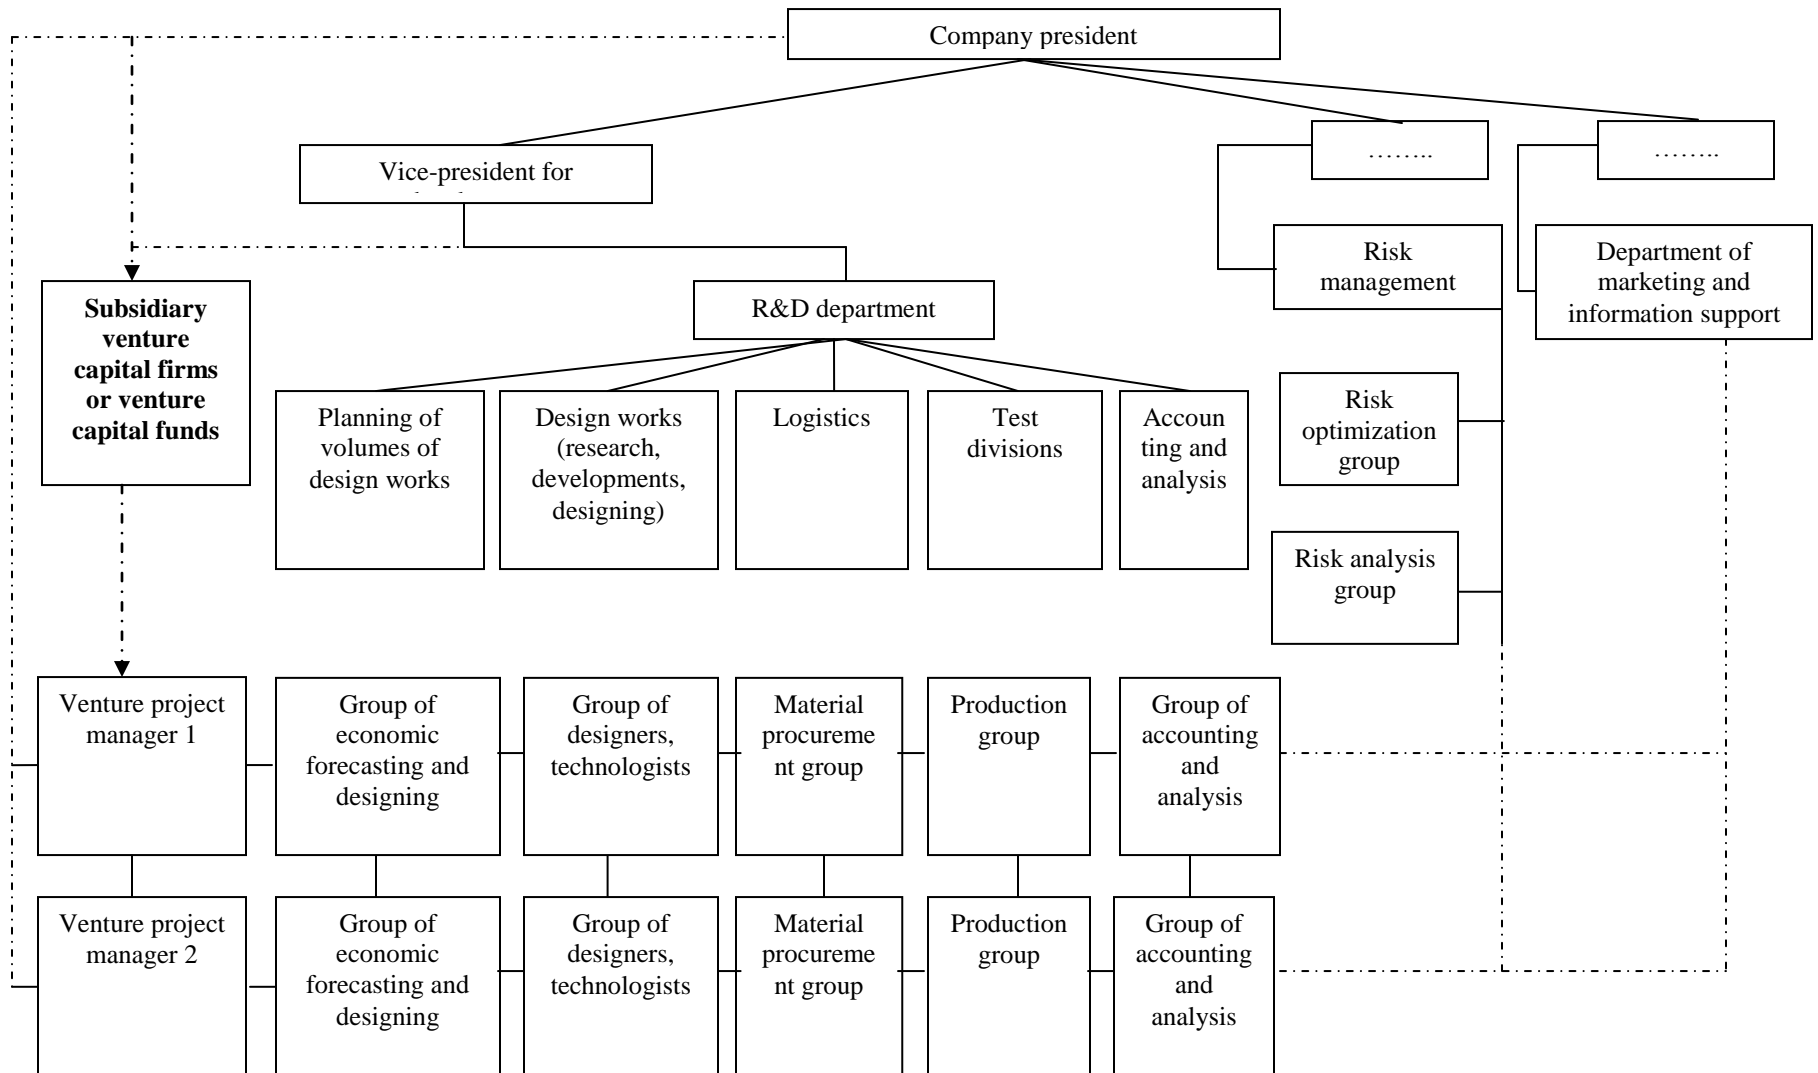 Company president
……..
……..
Vice-president for
Risk
management
Department of
marketing and
information support
Subsidiary
venture
capital firms
or venture
capital funds
R&D department
Planning of
volumes of
design works
Design works
(research,
developments,
designing)
Logistics
Test
divisions
Accoun
ting and
analysis
Risk
optimization
group
Risk analysis
group
Venture project
manager 1
Group of
economic
forecasting and
designing
Group of
designers,
technologists
Material
procureme
nt group
Production
group
Group of
accounting
and
analysis
Venture project
manager 2
Group of
economic
forecasting and
designing
Group of
designers,
technologists
Material
procureme
nt group
Production
group
Group of
accounting
and
analysis